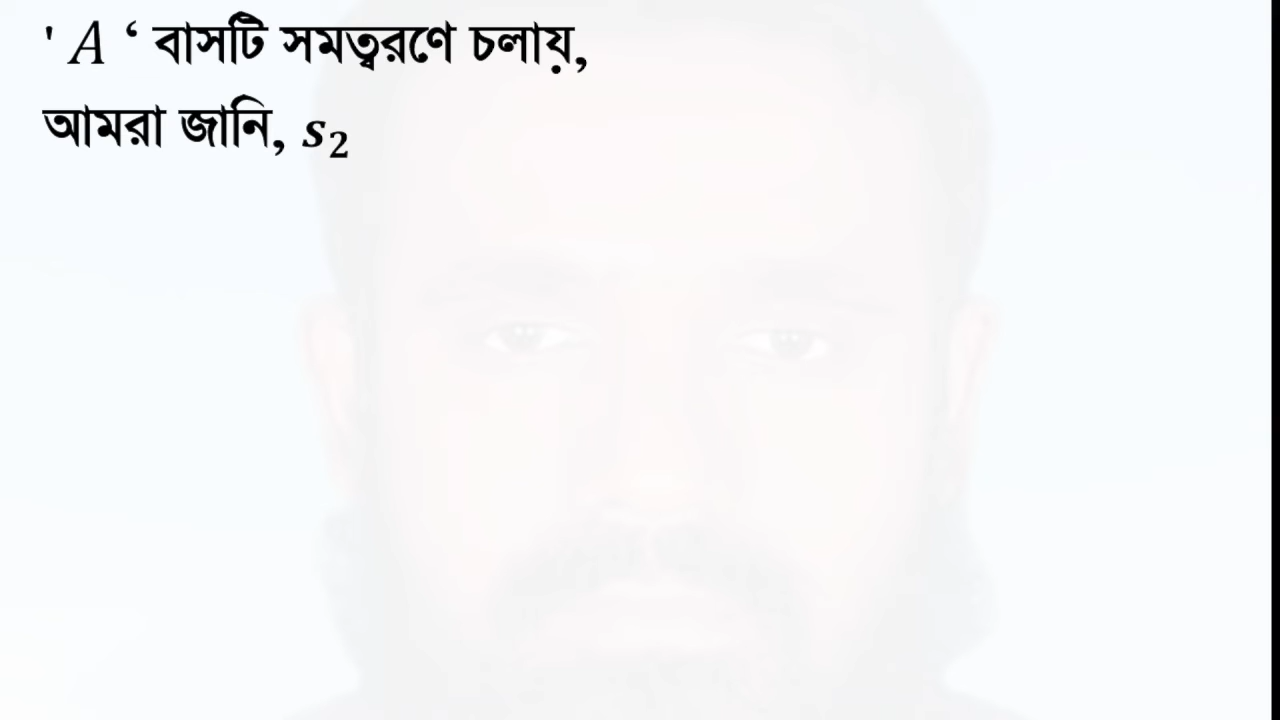 ' A ‘ বাসটি সমত্বরণে চলায়,
আমরা জানি, s₂